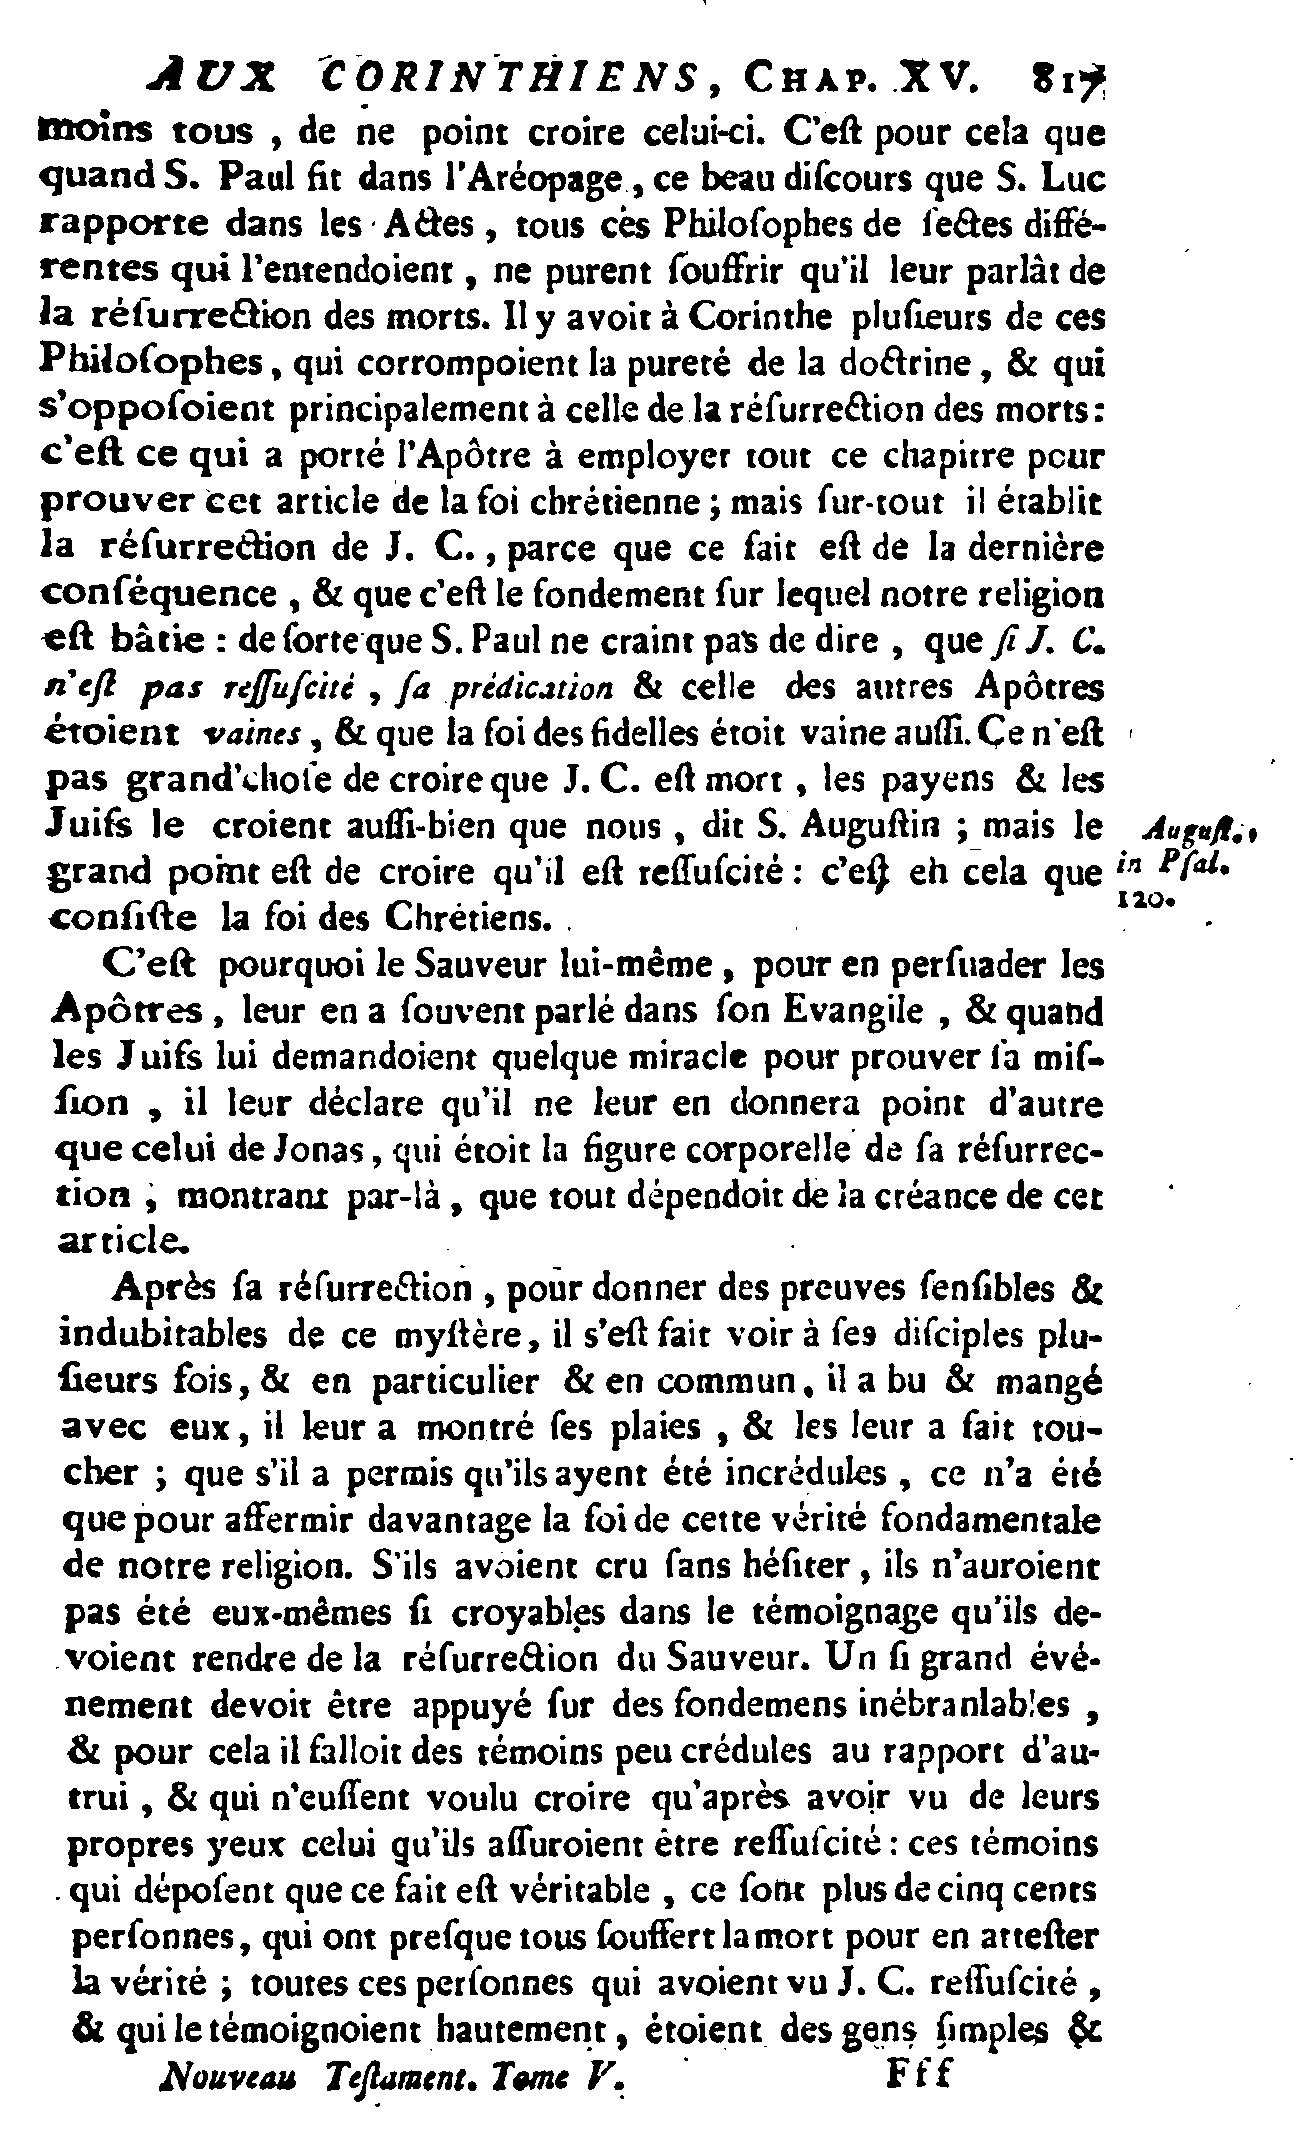 AUX CORINTHIENS, CHAP. XV. 817
moins tous , de ne point croire celui-ci. C'eſt pour cela que
quand S. Paul fit dans l'Aréopage , ce beau diſcours que S. Luc
rapporte dans les Actes , tous cès Philoſophes de ſectes diffé-
rentes qui l'entendoient , ne purent ſouffrir qu'il leur parlât de
la réſurrection des morts. Il y avoit à Corinthe pluſieurs de ces
Philoſophes , qui corrompoient la pureté de la doctrine , & qui
s'oppoſoient principalement à celle de la réſurrection des morts :
c'eſt ce qui a porté l'Apôtre à employer tout ce chapitre pour
prouver cet article de la foi chrétienne ; mais ſur-tout il établit
la réſurrection de J. C. , parce que ce fait eſt de la dernière
conſéquence , & que c'eſt le fondement ſur lequel notre religion
eſt bâtie : de ſorte que S. Paul ne craint pas de dire , que ſi J. C.
n'eſt pas reſſuſcité , ſa prédication & celle des autres Apôtres
étoient vaines , & que la foi des fidelles étoit vaine auſſi. Ce n'eſt
pas grand'choſe de croire que J. C. eſt mort , les payens & les
Juifs le croient auſſi-bien que nous , dit S. Auguſtin ; mais le
grand point eſt de croire qu'il eſt reſſuſcité : c'eſt en cela que
conſiſte la foi des Chrétiens.
Auguſt.
in Pſal.
120.
C'eſt pourquoi le Sauveur lui-même , pour en perſuader les
Apôtres , leur en a ſouvent parlé dans ſon Evangile , & quand
les Juifs lui demandoient quelque miracle pour prouver ſa miſ-
ſion , il leur déclare qu'il ne leur en donnera point d'autre
que celui de Jonas , qui étoit la figure corporelle de ſa réſurrec-
tion ; montrant par-là , que tout dépendoit de la créance de cet
article.
Après ſa réſurrection , pour donner des preuves ſenſibles &
indubitables de ce myſtère , il s'eſt fait voir à ſes diſciples plu-
ſieurs fois , & en particulier & en commun , il a bu & mangé
avec eux , il leur a montré ſes plaies , & les leur a fait tou-
cher ; que s'il a permis qu'ils ayent été incrédules , ce n'a été
que pour affermir davantage la foi de cette vérité fondamentale
de notre religion. S'ils avoient cru ſans héſiter , ils n'auroient
pas été eux-mêmes ſi croyables dans le témoignage qu'ils de-
voient rendre de la réſurrection du Sauveur. Un ſi grand évé-
nement devoit être appuyé ſur des fondemens inébranlables ,
& pour cela il falloit des témoins peu crédules au rapport d'au-
trui , & qui n'euſſent voulu croire qu'après avoir vu de leurs
propres yeux celui qu'ils aſſuroient être reſſuſcité : ces témoins
qui dépoſent que ce fait eſt véritable , ce ſont plus de cinq cents
perſonnes , qui ont preſque tous ſouffert la mort pour en atteſter
la vérité ; toutes ces perſonnes qui avoient vu J. C. reſſuſcité ,
& qui le témoignoient hautement , étoient des gens ſimples &
Nouveau Teſtament. Tome V. Fff